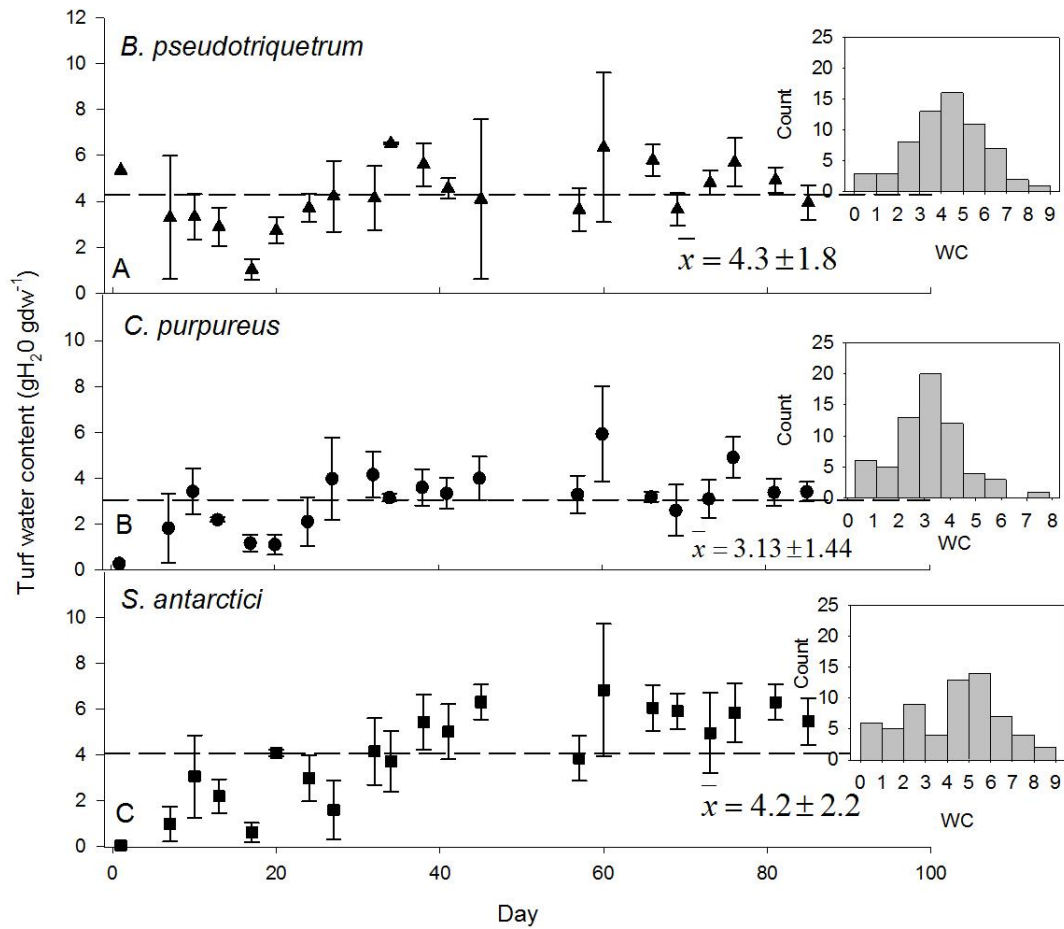 Turf water content (gH₂0 gdw⁻¹)
12
10
8
6
4
2
0
B. pseudotriquetrum
A
x̄ = 4.3 ± 1.8
25
20
15
10
5
0
Count
0 1 2 3 4 5 6 7 8 9
WC
10
8
6
4
2
0
C. purpureus
B
x̄ = 3.13 ± 1.44
25
20
15
10
5
0
Count
0 1 2 3 4 5 6 7 8
WC
10
8
6
4
2
0
S. antarctici
C
x̄ = 4.2 ± 2.2
25
20
15
10
5
0
Count
0 1 2 3 4 5 6 7 8 9
WC
0 20 40 60 80 100
Day